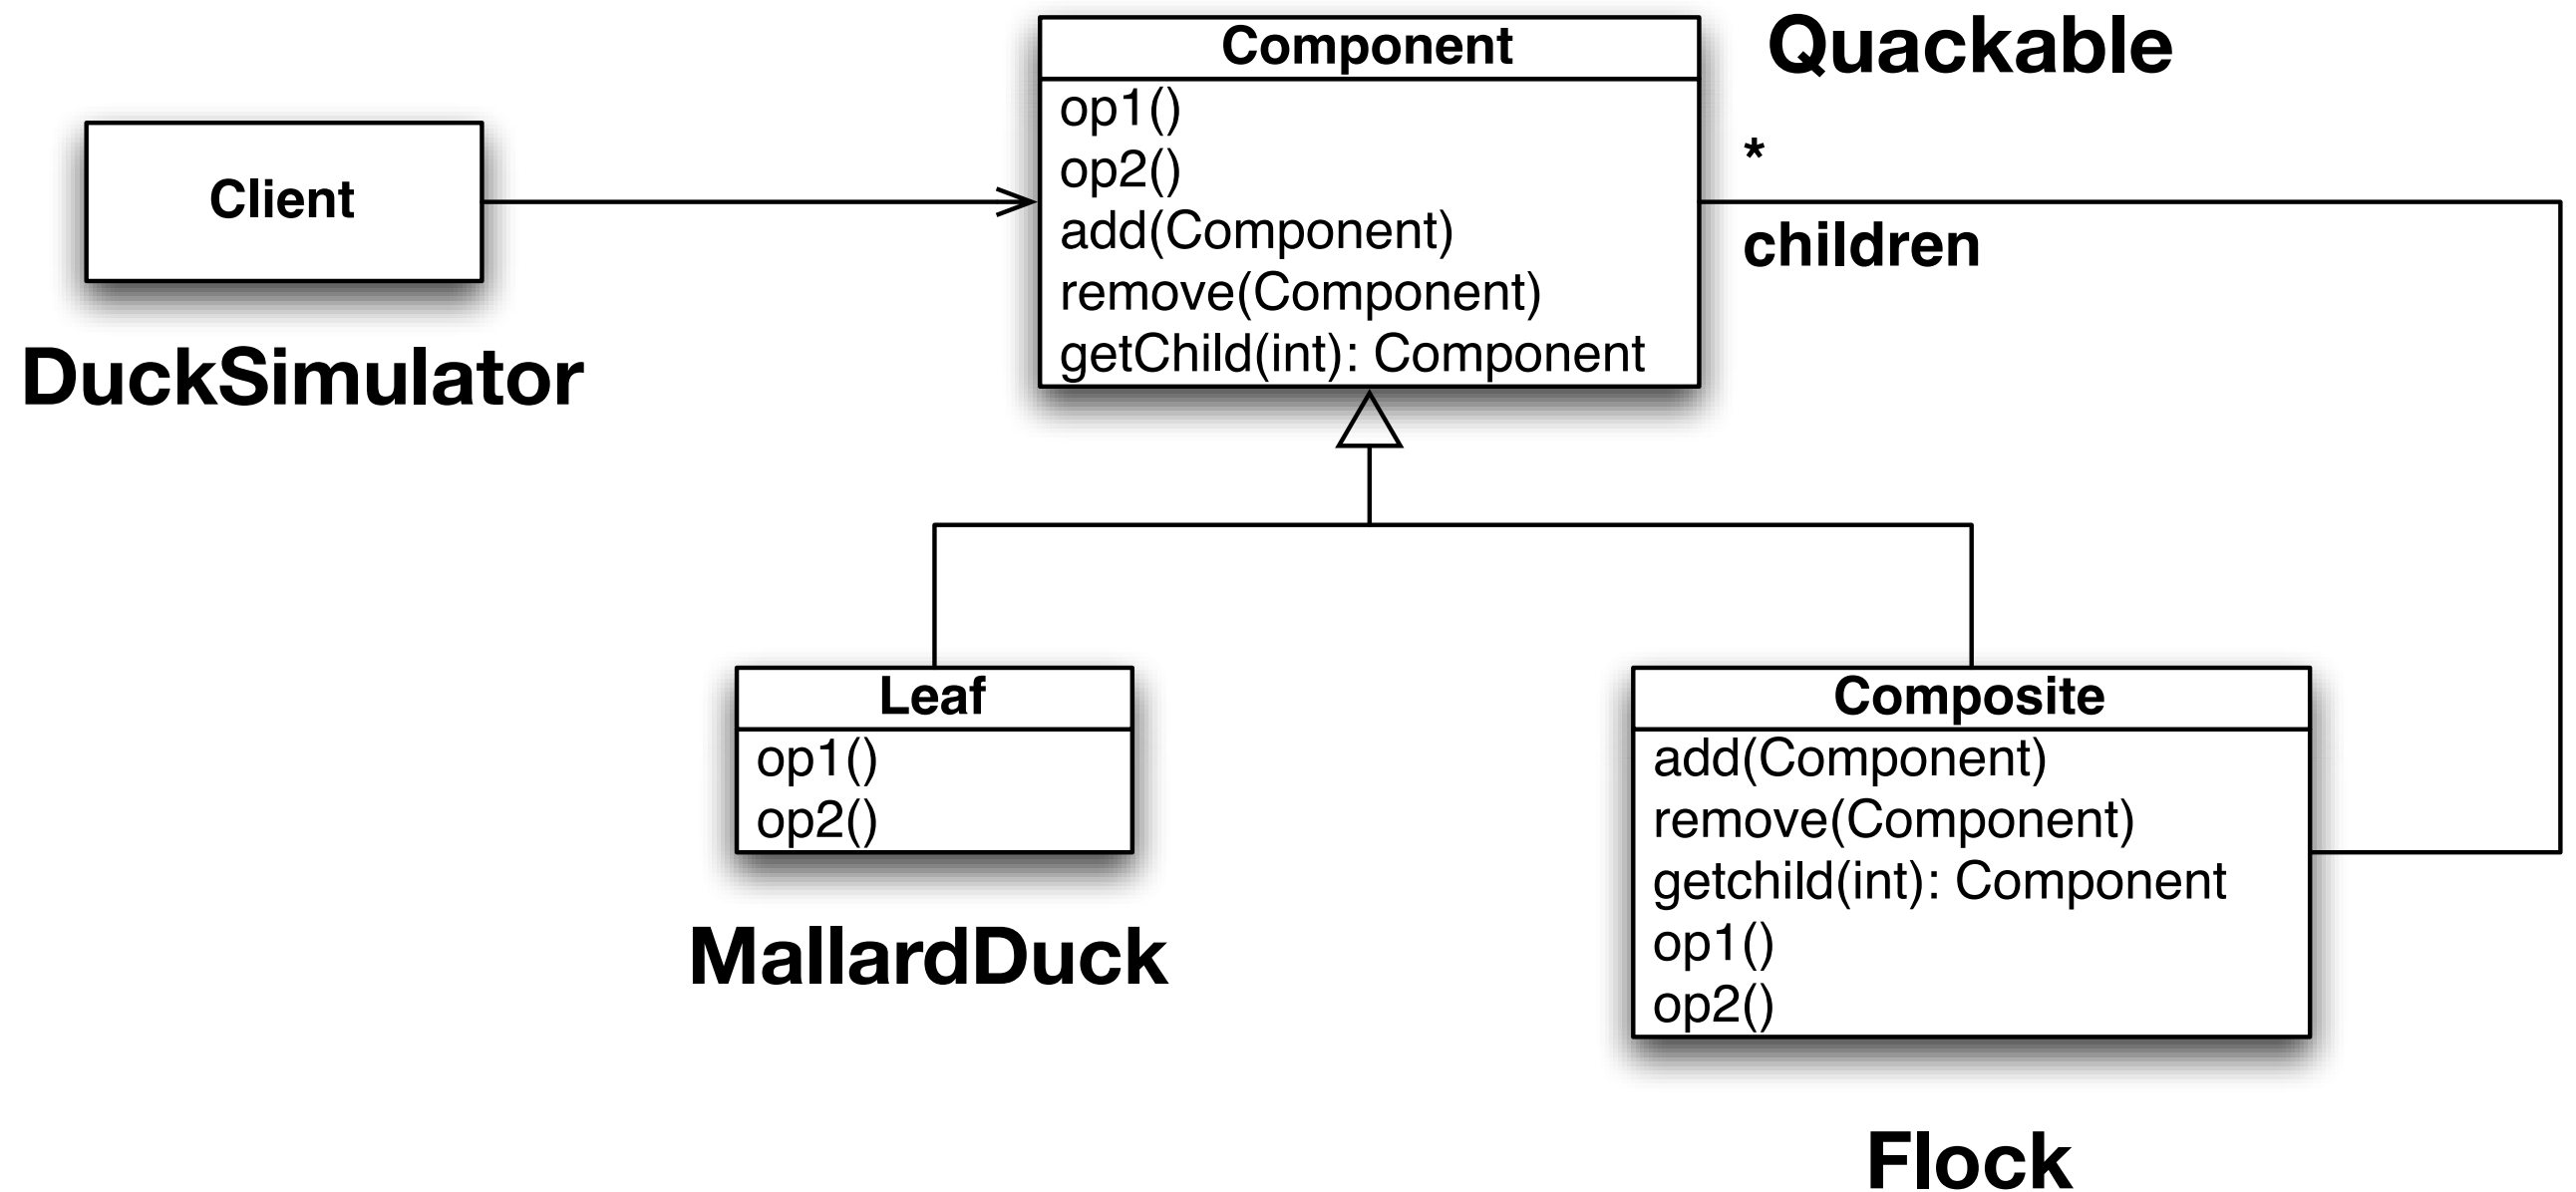 Component
Quackable
op1()
op2()
add(Component)
remove(Component)
getChild(int): Component
*
children
Client
DuckSimulator
Leaf
op1()
op2()
MallardDuck
Composite
add(Component)
remove(Component)
getchild(int): Component
op1()
op2()
Flock